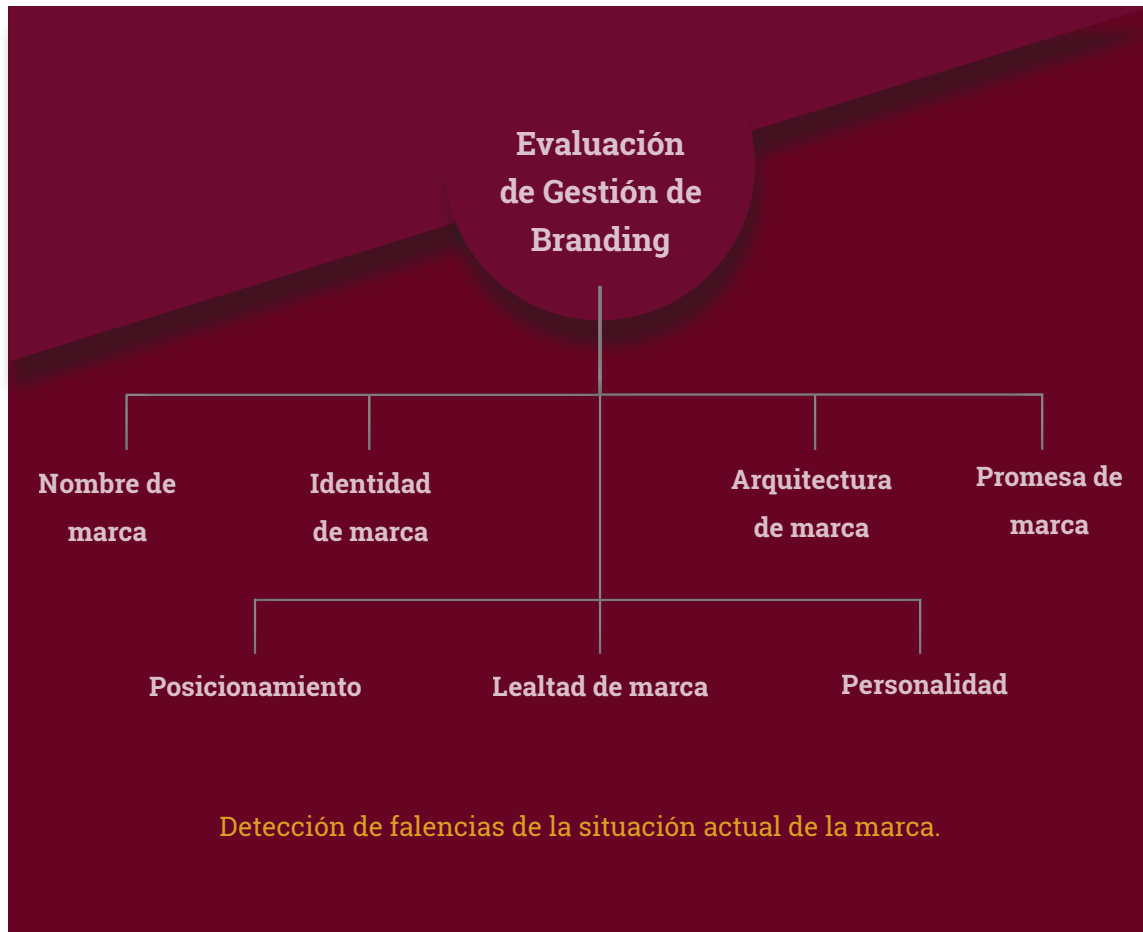 Evaluación
de Gestión de
Branding
Nombre de
marca
Identidad
de marca
Arquitectura
de marca
Promesa de
marca
Posicionamiento
Lealtad de marca
Personalidad
Detección de falencias de la situación actual de la marca.